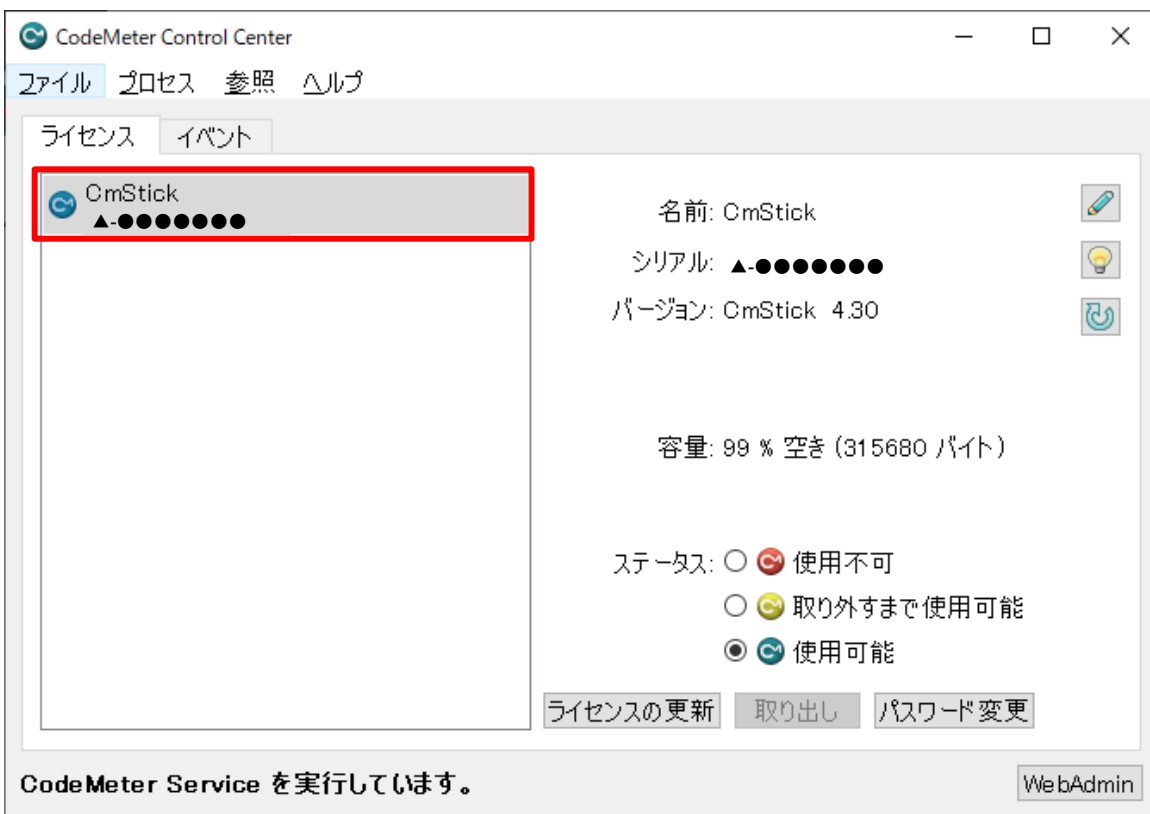 CodeMeter Control Center
ファイル プロセス 参照 ヘルプ
ライセンス イベント
CmStick
▲-●●●●●●●
名前: CmStick
シリアル: ▲-●●●●●●●
バージョン: CmStick 4.30
容量: 99 % 空き (315680 バイト)
ステータス: 使用不可
取り外すまで使用可能
使用可能
ライセンスの更新 取り出し パスワード変更
CodeMeter Service を実行しています。 WebAdmin